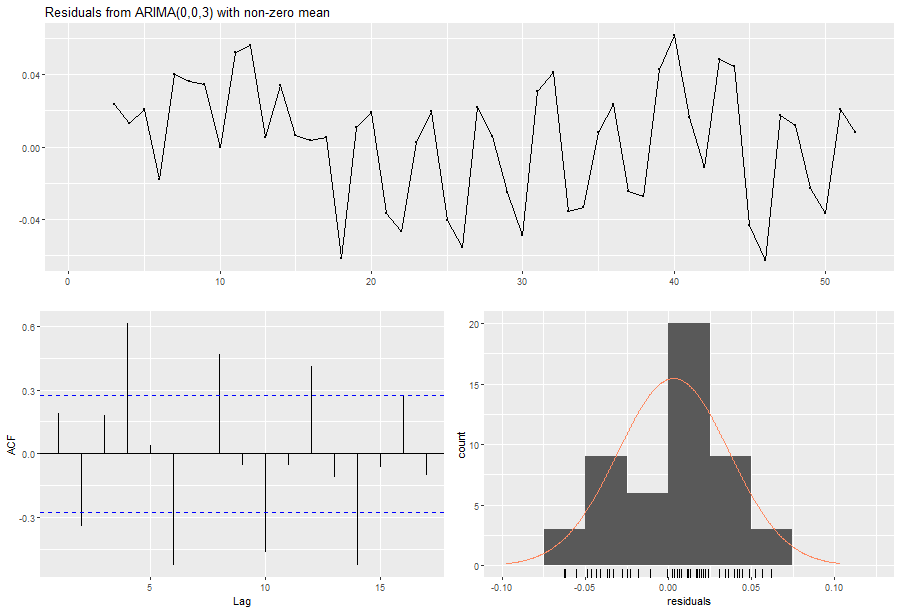 Residuals from ARIMA(0,0,3) with non-zero mean
0.04
0.00
-0.04
0 10 20 30 40 50
0.6
0.3
0.0
-0.3
ACF
5 10 15
Lag
20
15
10
5
0
count
-0.10 -0.05 0.00 0.05 0.10
residuals